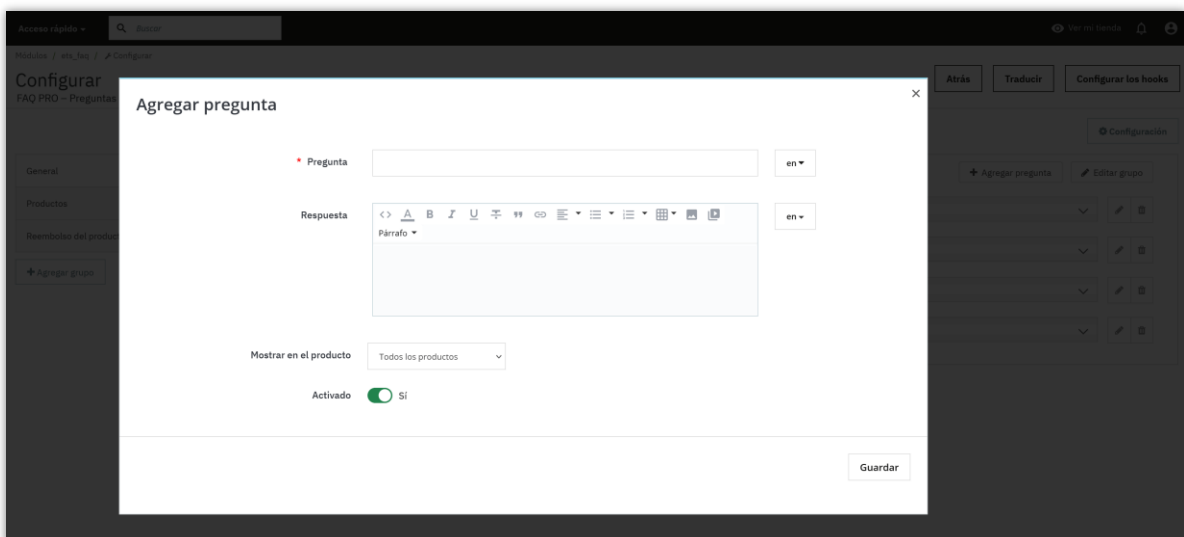 Acceso rápido
Buscar
Ver mi tienda
Módulos / ets_faq / Configurar
Configurar
FAQ PRO – Preguntas
Atrás
Traducir
Configurar los hooks
Configuración
General
Productos
Reembolso del product
Agregar grupo
Agregar pregunta
Editar grupo
Agregar pregunta
×
* Pregunta
en
Respuesta
A B I U
en
Párrafo
Mostrar en el producto
Todos los productos
Activado
Sí
Guardar